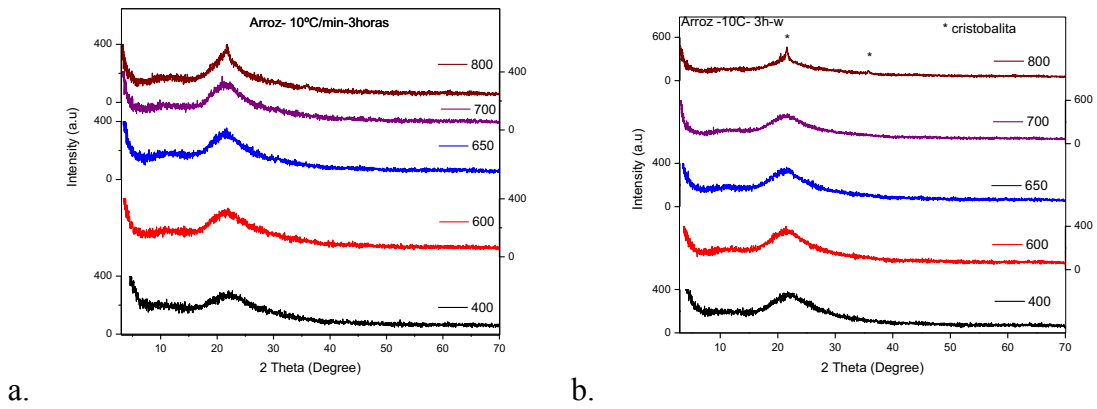 Arroz- 10ºC/min-3horas
400
800
0
400
700
400
0
650
0
400
600
0
400
400
0
10 20 30 40 50 60 70
2 Theta (Degree)
Intensity (a.u)
a.
Arroz -10C- 3h-w
* cristobalita
600
*
*
800
0
600
700
0
400
650
0
400
600
0
400
400
0
10 20 30 40 50 60 70
2 Theta (Degree)
Intensity (a.u)
b.